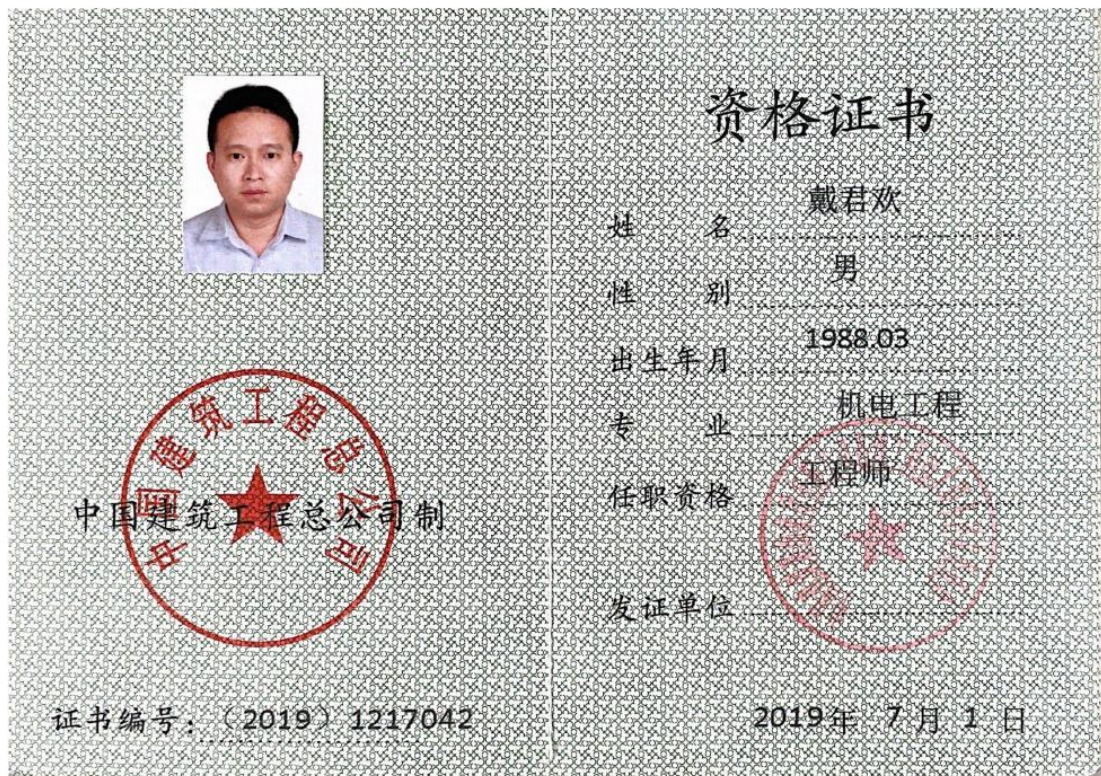 中国建筑工程总公司
中国建筑工程总公司制
证书编号：（2019）1217042
资格证书
姓名 戴君欢
性别 男
出生年月 1988.03
专业 机电工程
任职资格 工程师
发证单位
2019年 7月 1 日